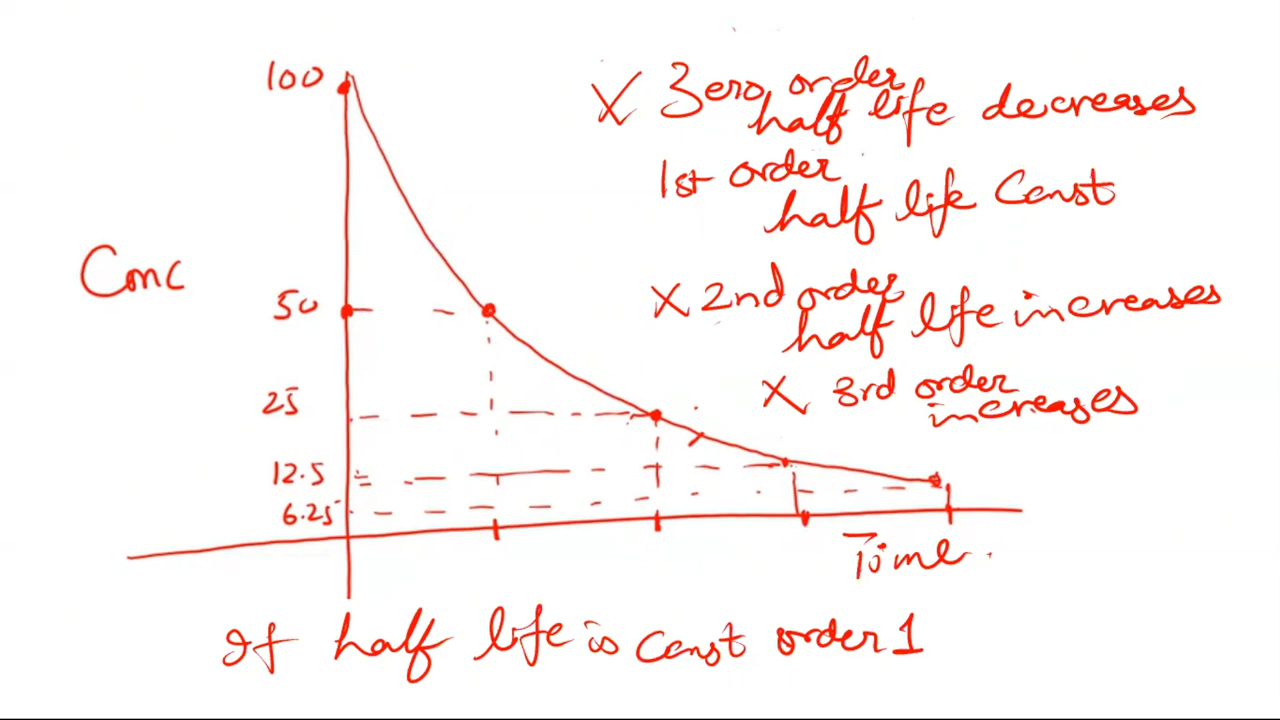 100
X Zero order
half life decreases
1st order
half life Const
Conc
50
X 2nd order
half life increases
25
X 3rd order
increases
12.5
6.25
Time.
If half life is const order 1